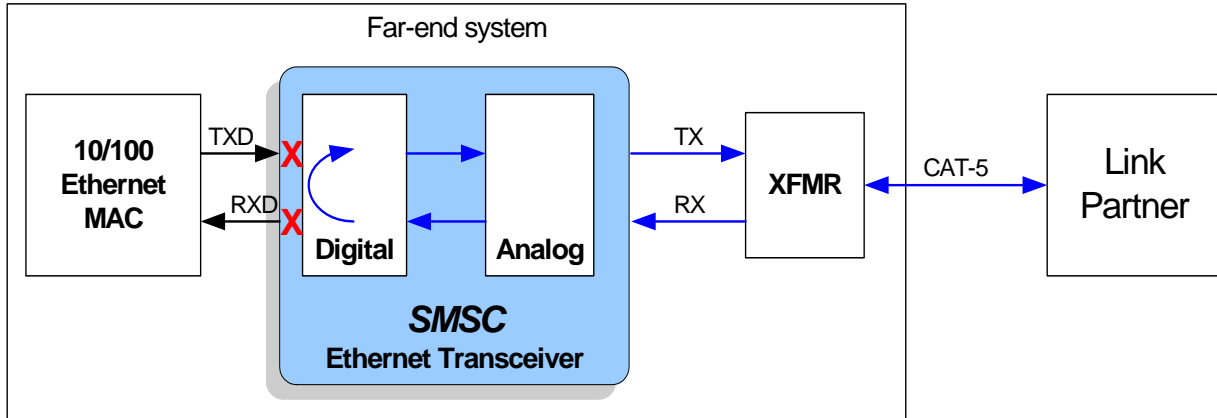 Far-end system
10/100
Ethernet
MAC
TXD
RXD
X
X
Digital
Analog
SMSC
Ethernet Transceiver
TX
RX
XFMR
CAT-5
Link
Partner